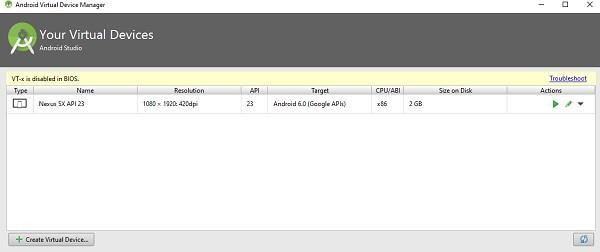 Android Virtual Device Manager
Your Virtual Devices
Android Studio
VT-x is disabled in BIOS. Troubleshoot
Type Name Resolution API Target CPU/ABI Size on Disk Actions
Nexus 5X API 23 1080 × 1920: 420dpi 23 Android 6.0 (Google APIs) x86 2 GB
Create Virtual Device...